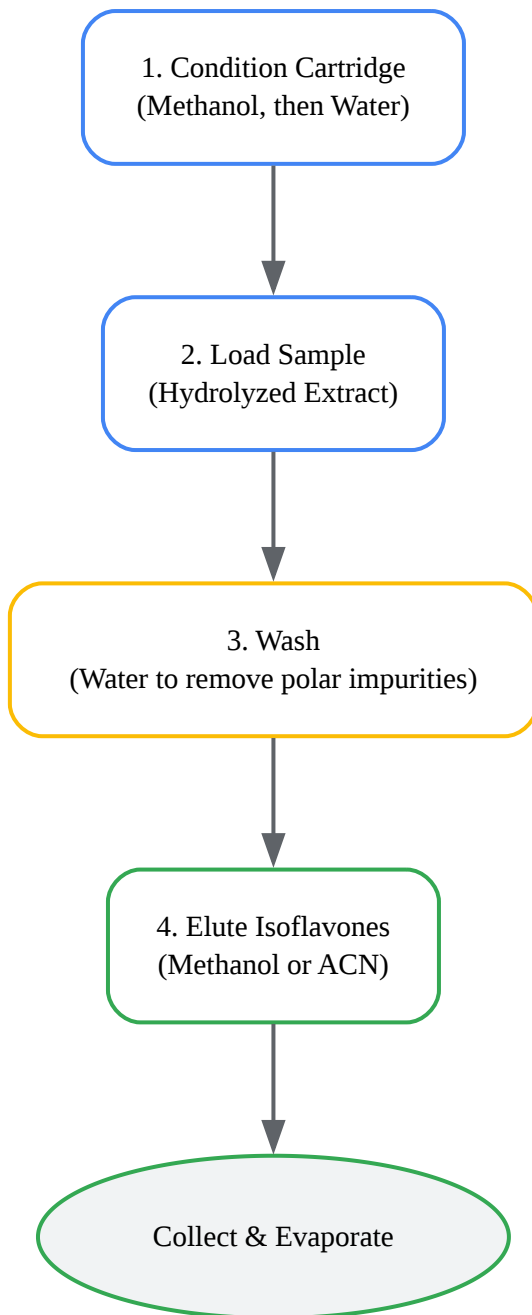 1. Condition Cartridge
(Methanol, then Water)
2. Load Sample
(Hydrolyzed Extract)
3. Wash
(Water to remove polar impurities)
4. Elute Isoflavones
(Methanol or ACN)
Collect & Evaporate